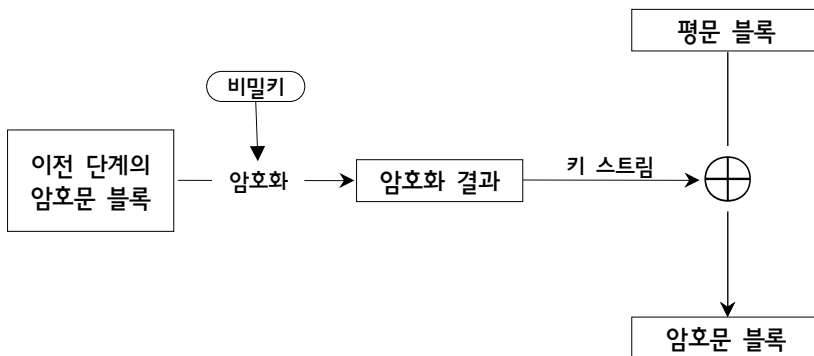 평문 블록
비밀키
이전 단계의
암호문 블록
암호화
암호화 결과
키 스트림
암호문 블록